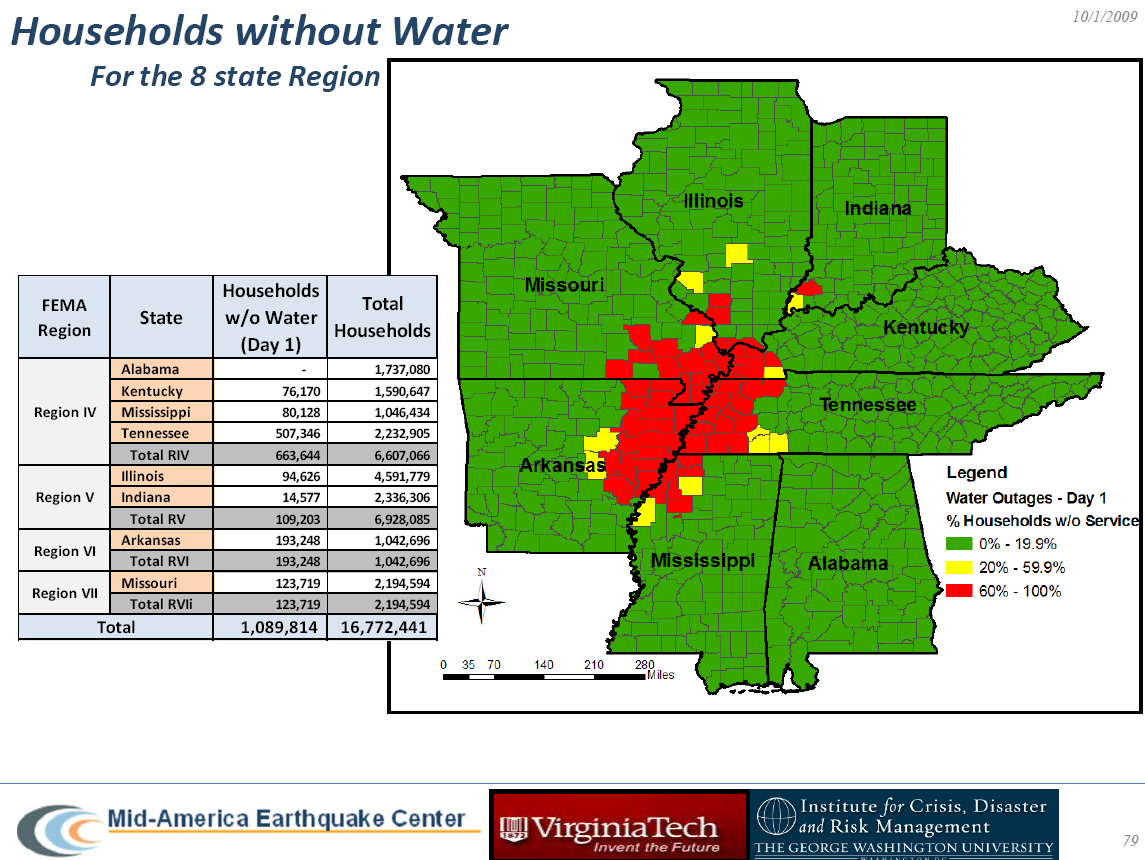 10/1/2009
Households without Water
For the 8 state Region
FEMA Region State Households w/o Water (Day 1) Total Households
Region IV
Alabama - 1,737,080
Kentucky 76,170 1,590,647
Mississippi 80,128 1,046,434
Tennessee 507,346 2,232,905
Total RIV 663,644 6,607,066
Region V
Illinois 94,626 4,591,779
Indiana 14,577 2,336,306
Total RV 109,203 6,928,085
Region VI
Arkansas 193,248 1,042,696
Total RVI 193,248 1,042,696
Region VII
Missouri 123,719 2,194,594
Total RVIi 123,719 2,194,594
Total 1,089,814 16,772,441
Illinois
Indiana
Missouri
Kentucky
Tennessee
Arkansas
Mississippi
Alabama
Legend
Water Outages - Day 1
% Households w/o Service
0% - 19.9%
20% - 59.9%
60% - 100%
N
0 35 70 140 210 280
Miles
Mid-America Earthquake Center
1872
VirginiaTech
Invent the Future
Institute for Crisis, Disaster
and Risk Management
THE GEORGE WASHINGTON UNIVERSITY
WASHINGTON DC
79